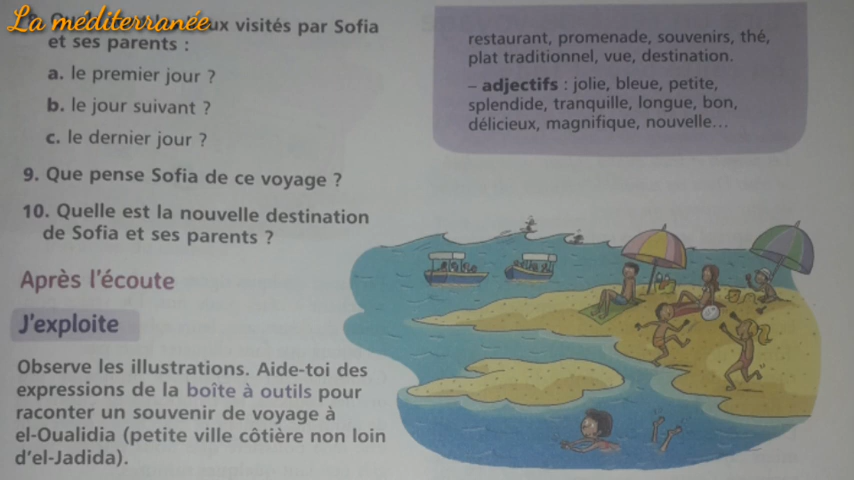 La méditerranée
visités par Sofia
et ses parents :
a. le premier jour ?
b. le jour suivant ?
c. le dernier jour ?
9. Que pense Sofia de ce voyage ?
10. Quelle est la nouvelle destination
de Sofia et ses parents ?
Après l'écoute
J'exploite
Observe les illustrations. Aide-toi des
expressions de la boîte à outils pour
raconter un souvenir de voyage à
el-Oualidia (petite ville côtière non loin
d'el-Jadida).
restaurant, promenade, souvenirs, thé,
plat traditionnel, vue, destination.
– adjectifs : jolie, bleue, petite,
splendide, tranquille, longue, bon,
délicieux, magnifique, nouvelle...